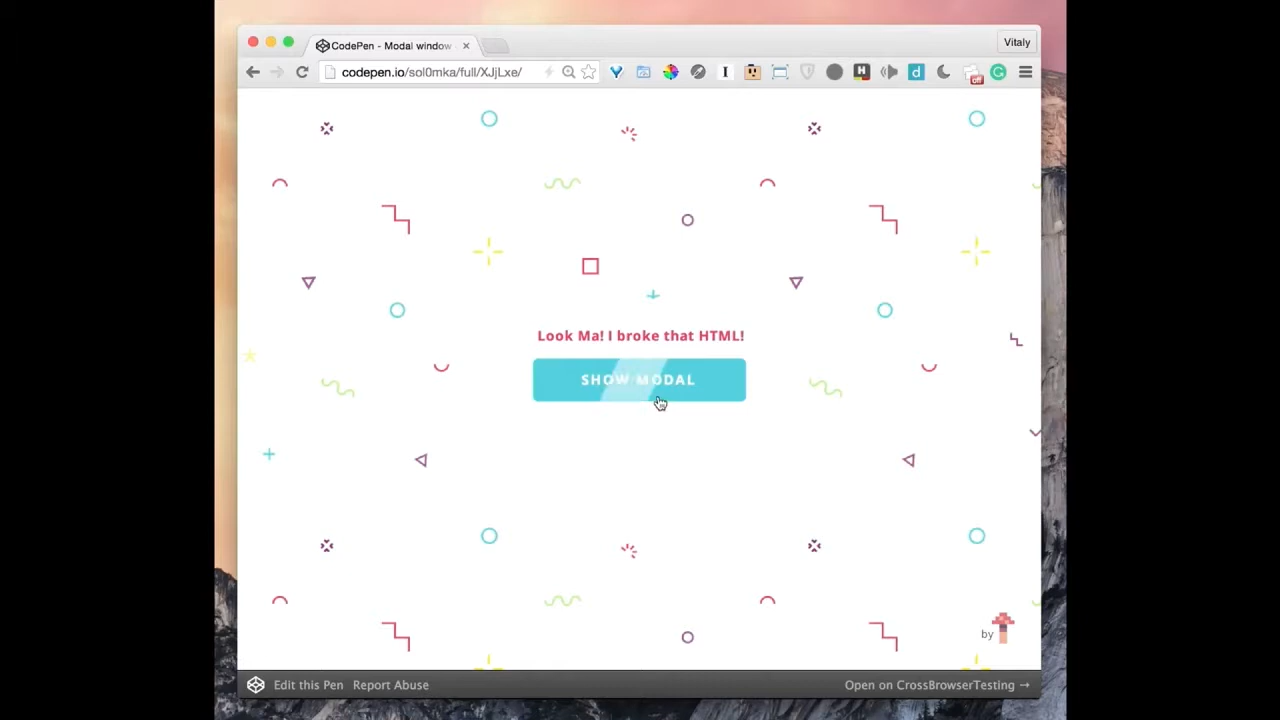 CodePen - Modal window
Vitaly
codepen.io/sol0mka/full/XJjLxe/
I
H
d
off
Look Ma! I broke that HTML!
SHOW MODAL
by
Edit this Pen
Report Abuse
Open on CrossBrowserTesting →